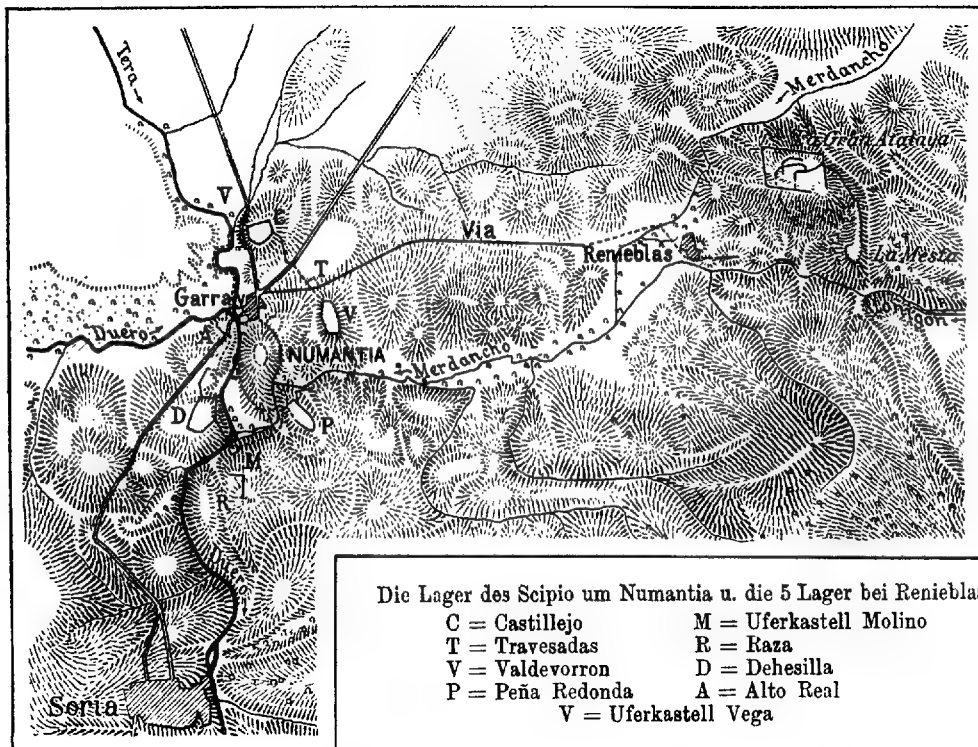 Tera
Merdancho
La Gran Atalaya
V
C
Via
Renieblas
La Mesta
T
Garray
V
Duero
A
NUMANTIA
Merdancho
D
P
M
R
Soria
Die Lager des Scipio um Numantia u. die 5 Lager bei Renieblas
C = Castillejo
M = Uferkastell Molino
T = Travesadas
R = Raza
V = Valdevorron
D = Dehesilla
P = Peña Redonda
A = Alto Real
V = Uferkastell Vega